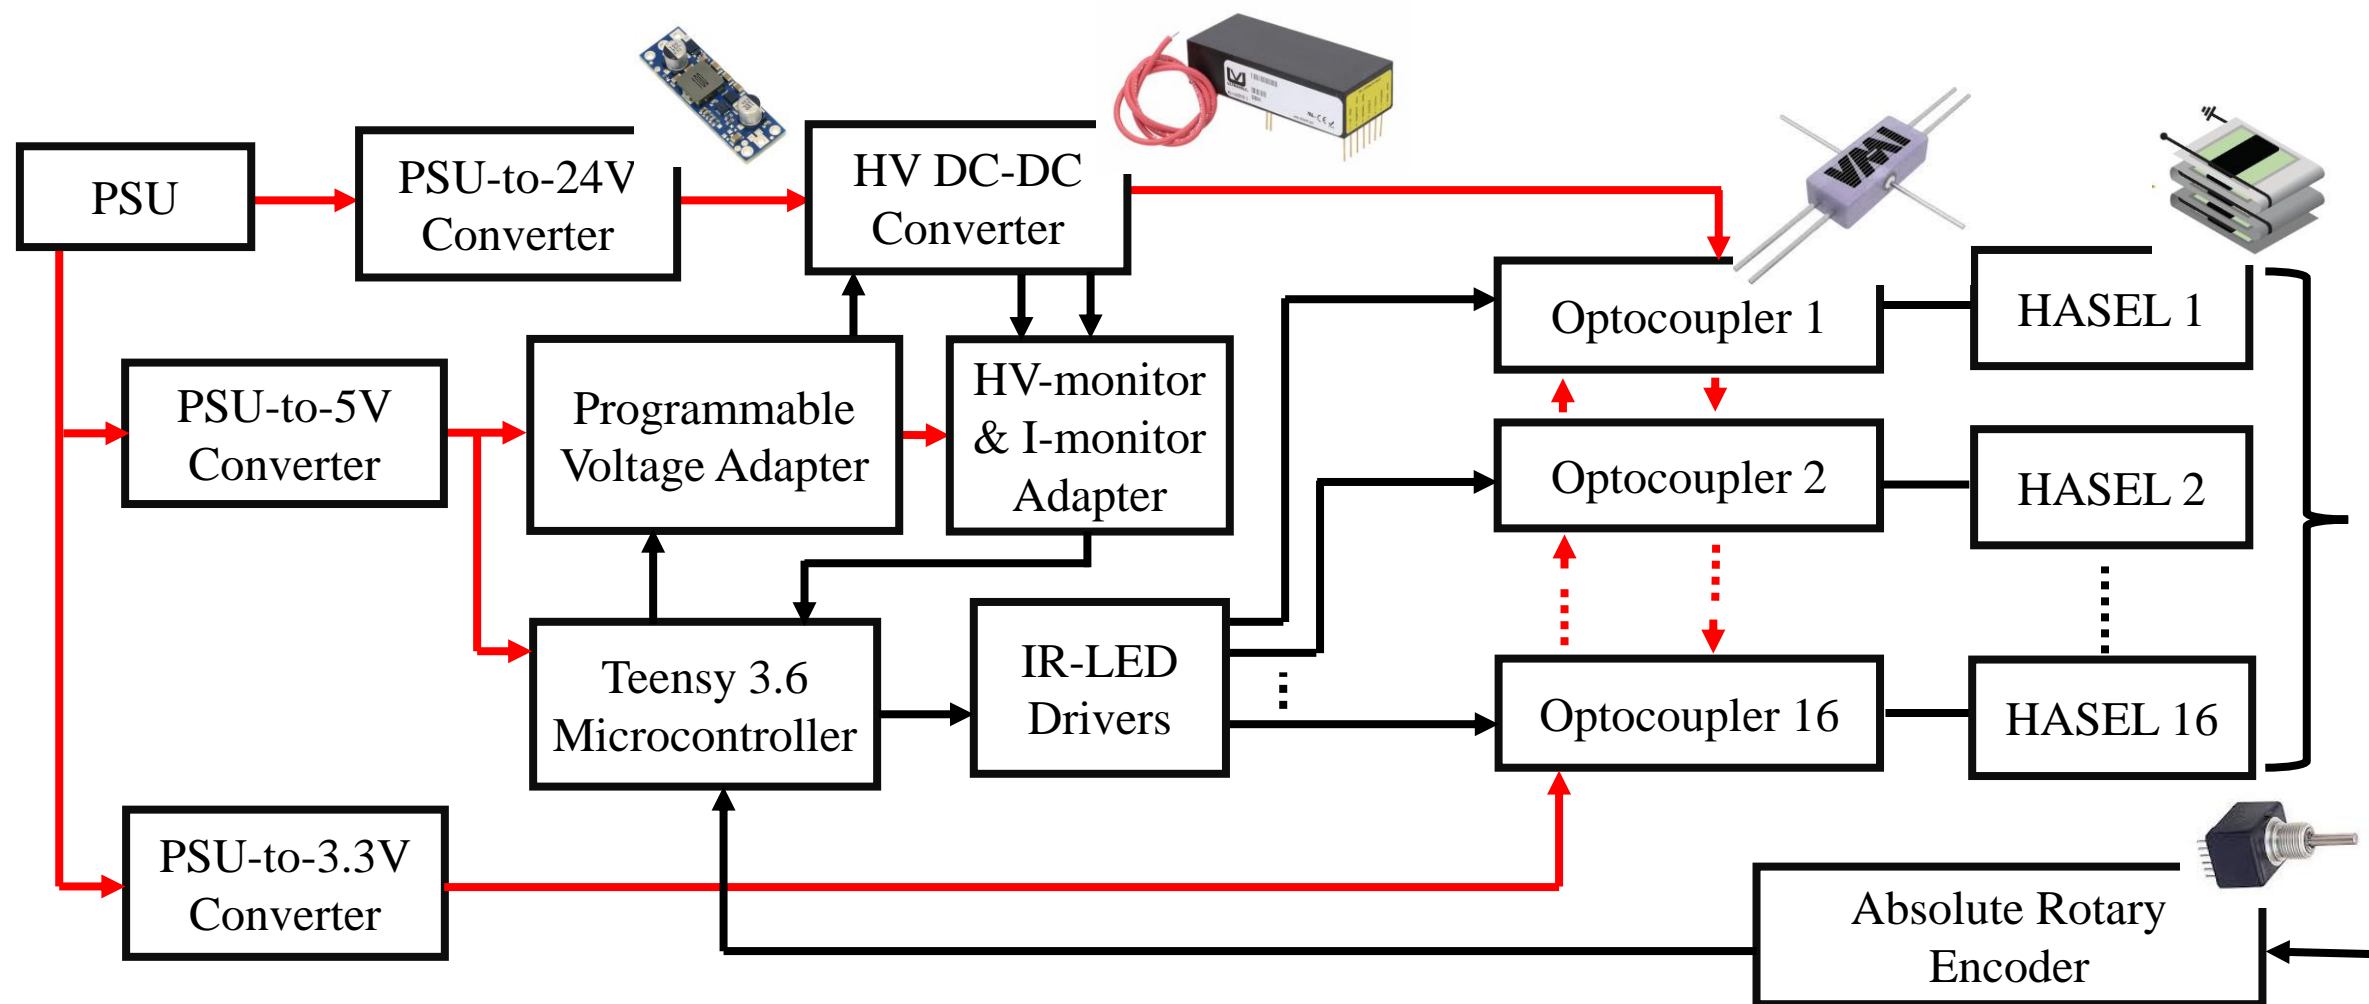 PSU
PSU-to-24V
Converter
HV DC-DC
Converter
VMI
Optocoupler 1
HASEL 1
PSU-to-5V
Converter
Programmable
Voltage Adapter
HV-monitor
& I-monitor
Adapter
Optocoupler 2
HASEL 2
Teensy 3.6
Microcontroller
IR-LED
Drivers
Optocoupler 16
HASEL 16
PSU-to-3.3V
Converter
Absolute Rotary
Encoder